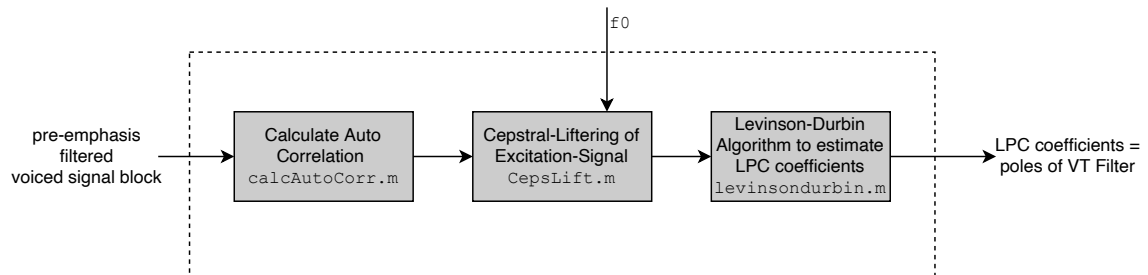 f0
pre-emphasis
filtered
voiced signal block
Calculate Auto
Correlation
calcAutoCorr.m
Cepstral-Liftering of
Excitation-Signal
CepsLift.m
Levinson-Durbin
Algorithm to estimate
LPC coefficients
levinsondurbin.m
LPC coefficients =
poles of VT Filter